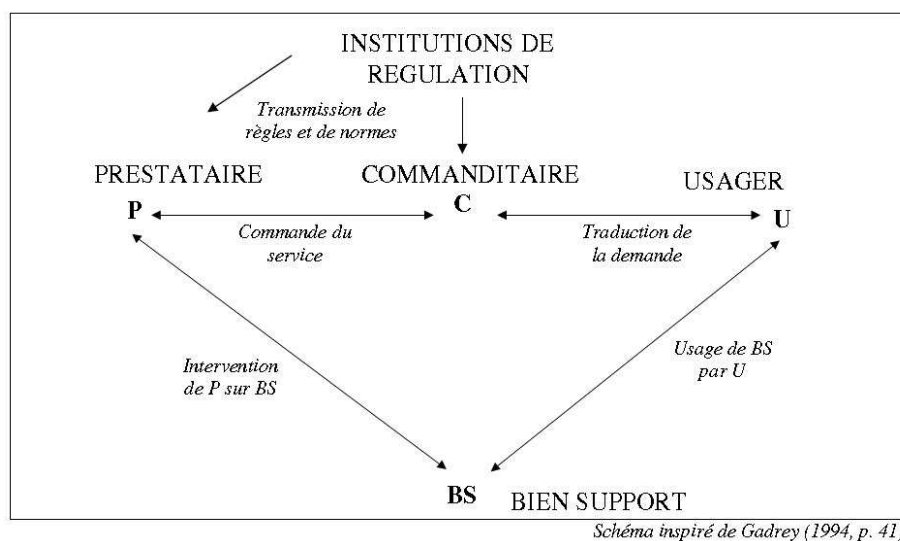 INSTITUTIONS DE
REGULATION
Transmission de
règles et de normes
PRESTATAIRE
COMMANDITAIRE
USAGER
P
C
U
Commande du
service
Traduction de
la demande
Intervention
de P sur BS
Usage de BS
par U
BS
BIEN SUPPORT
Schéma inspiré de Gadrey (1994, p. 41)